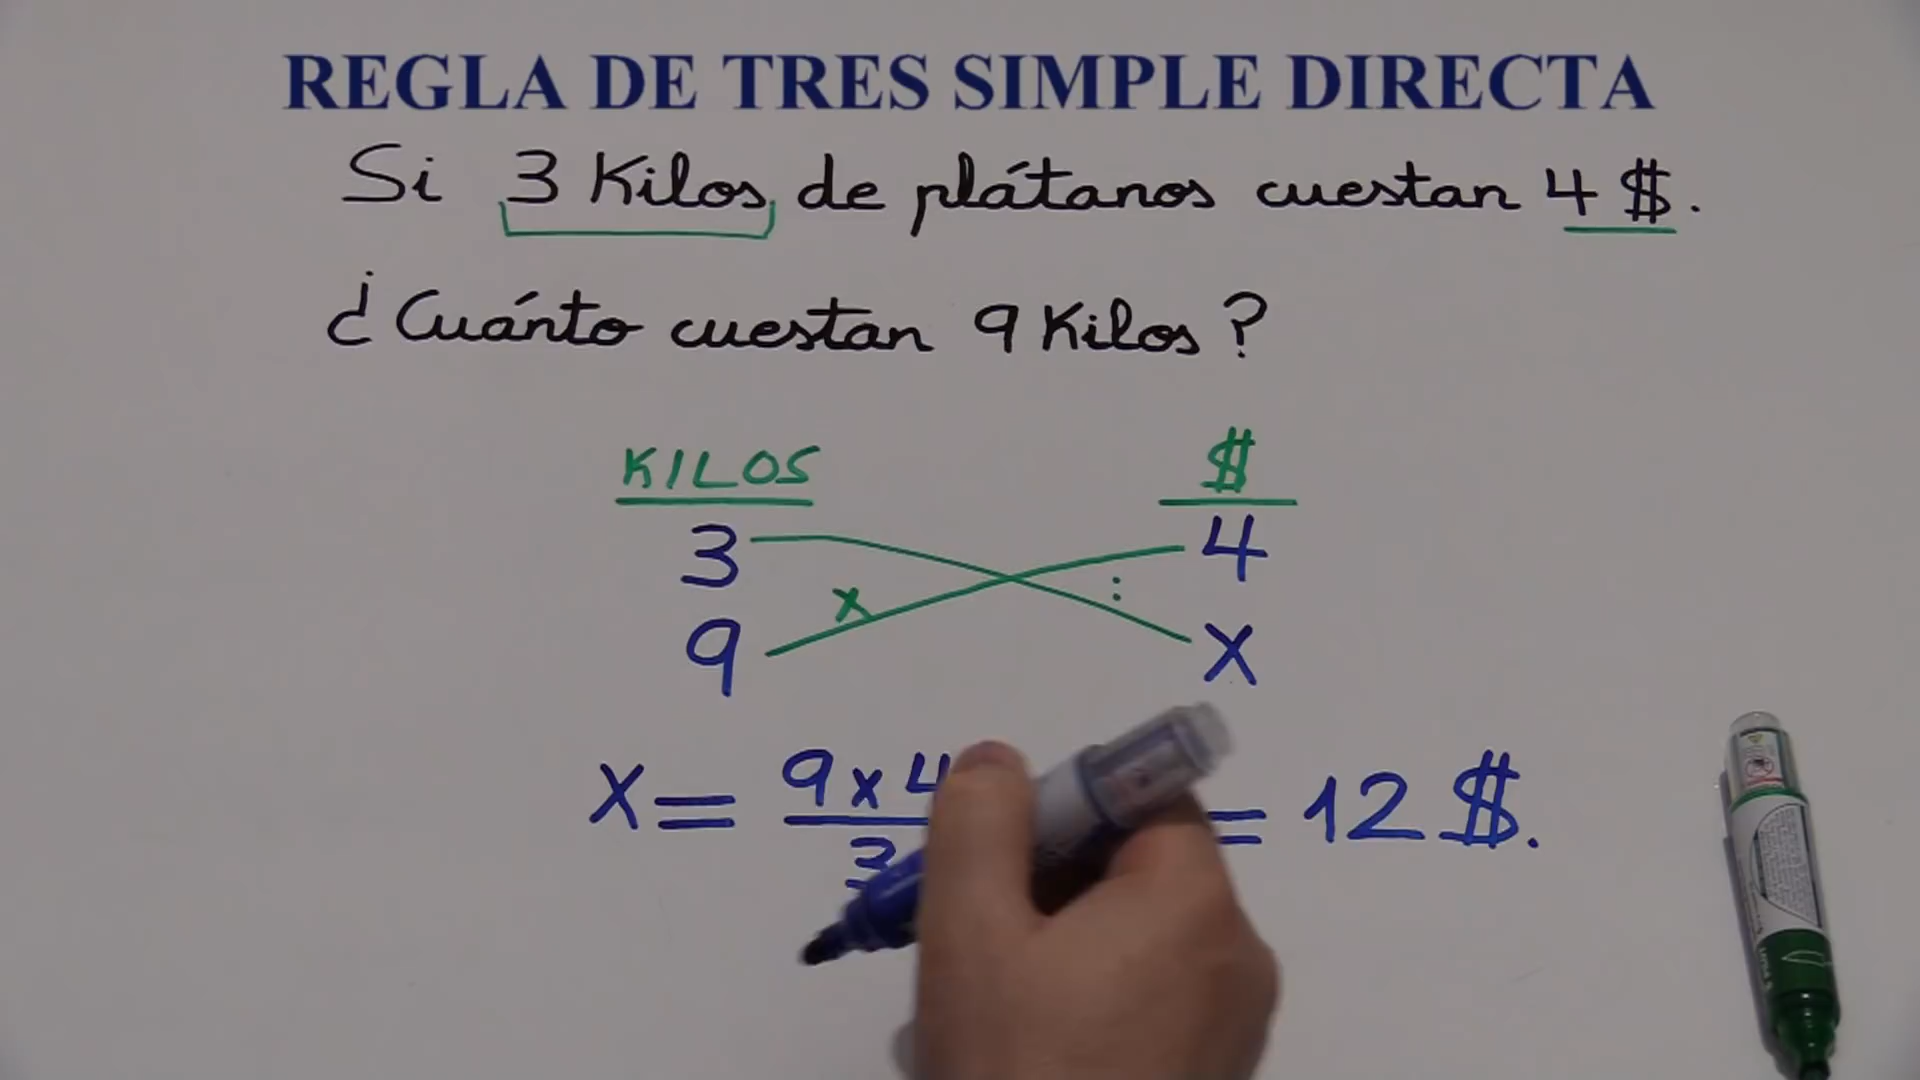 REGLA DE TRES SIMPLE DIRECTA
Si 3 Kilos de plátanos cuestan 4 $.
¿Cuánto cuestan 9 Kilos?
KILOS $
3 4
x :
9 x
x = 9 x 4 = 12 $.
3